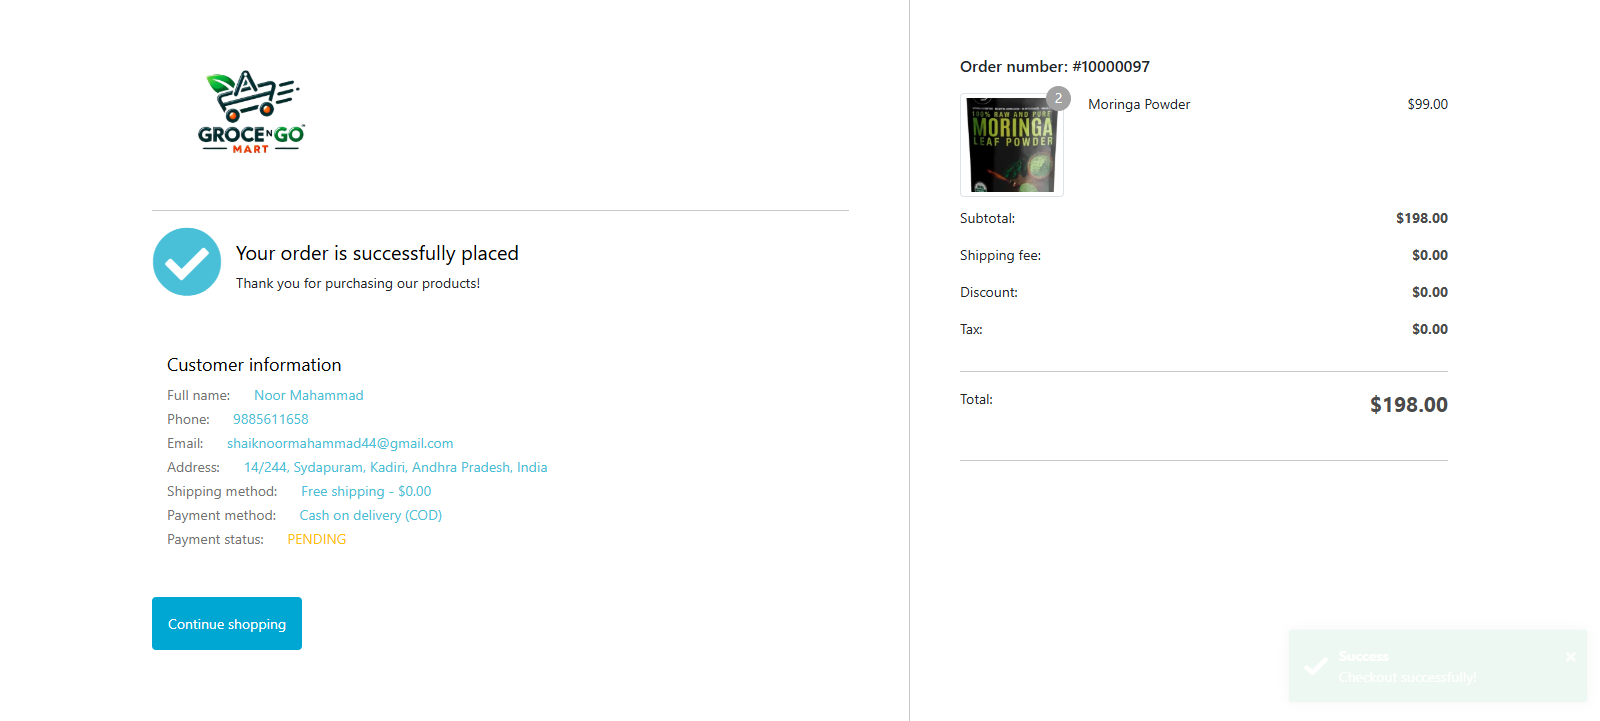 GROCE N GO
MART
Your order is successfully placed
Thank you for purchasing our products!
Customer information
Full name: Noor Mahammad
Phone: 9885611658
Email: shaiknoormahammad44@gmail.com
Address: 14/244, Sydapuram, Kadiri, Andhra Pradesh, India
Shipping method: Free shipping - $0.00
Payment method: Cash on delivery (COD)
Payment status: PENDING
Continue shopping
Order number: #10000097
2
Moringa Powder $99.00
100% RAW AND PURE
MORINGA
LEAF POWDER
Subtotal: $198.00
Shipping fee: $0.00
Discount: $0.00
Tax: $0.00
Total: $198.00
Success
Checkout successfully!